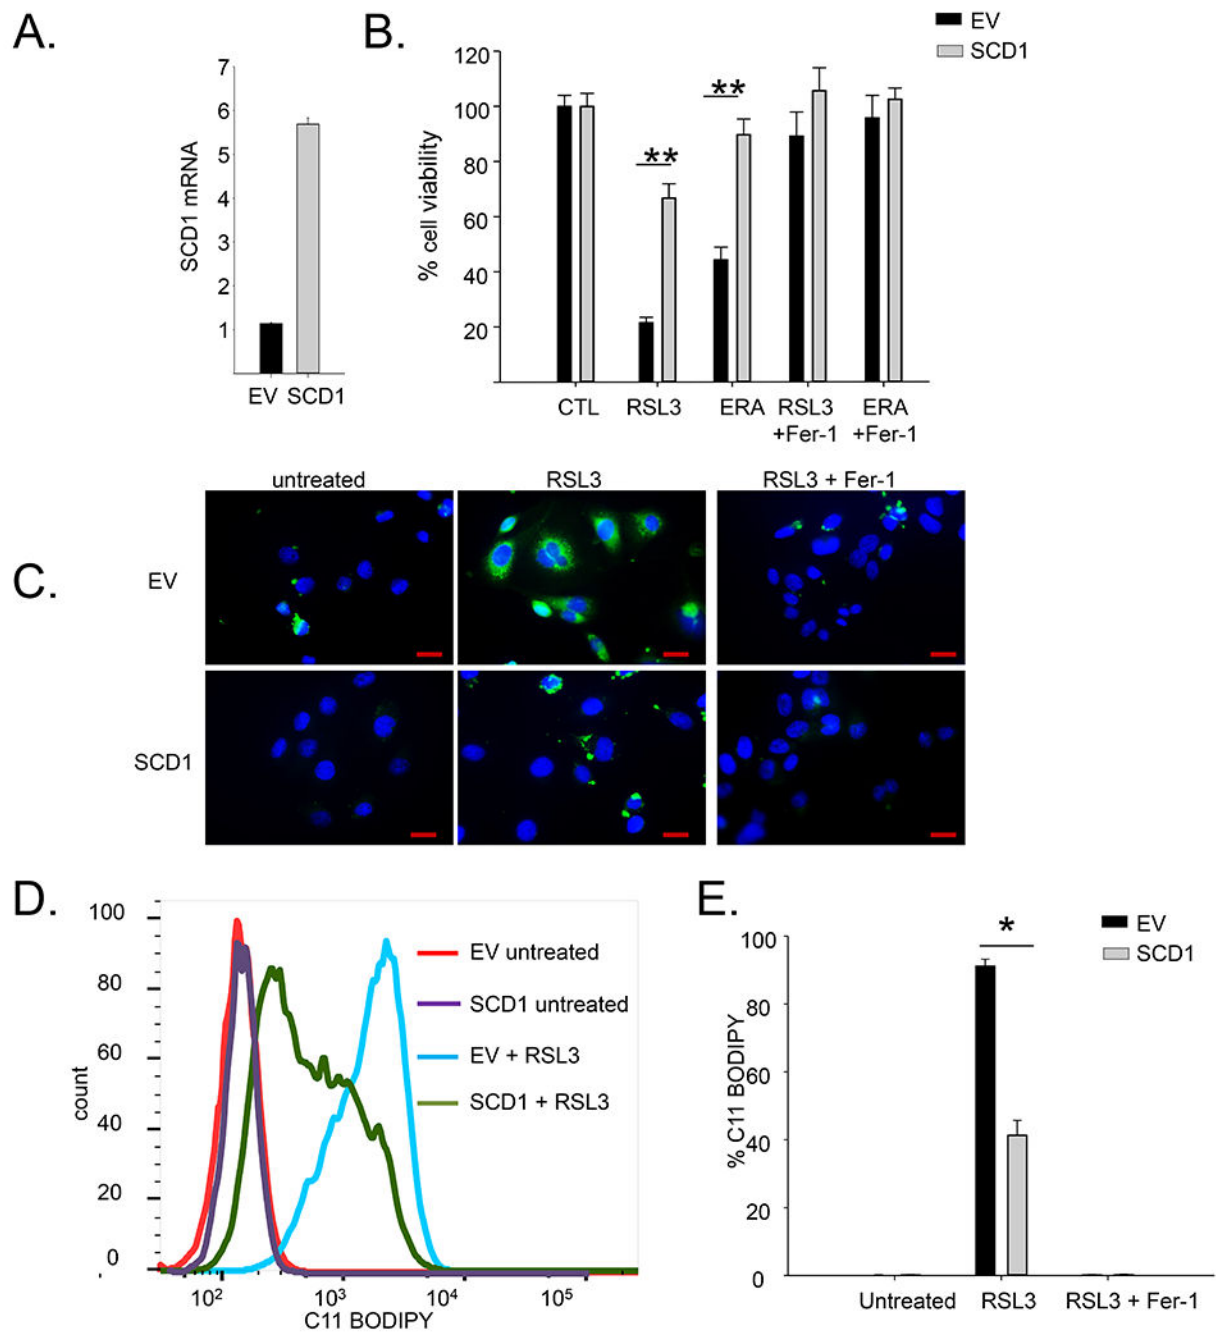 A.
7
6
5
4
3
2
1
SCD1 mRNA
EV SCD1
B.
EV
SCD1
120
100
80
60
40
20
% cell viability
**
**
CTL RSL3 ERA RSL3 ERA
+Fer-1 +Fer-1
C.
untreated RSL3 RSL3 + Fer-1
EV
SCD1
D.
100
80
60
40
20
0
count
EV untreated
SCD1 untreated
EV + RSL3
SCD1 + RSL3
10² 10³ 10⁴ 10⁵
C11 BODIPY
E.
EV
SCD1
*
100
80
60
40
20
0
% C11 BODIPY
Untreated RSL3 RSL3 + Fer-1